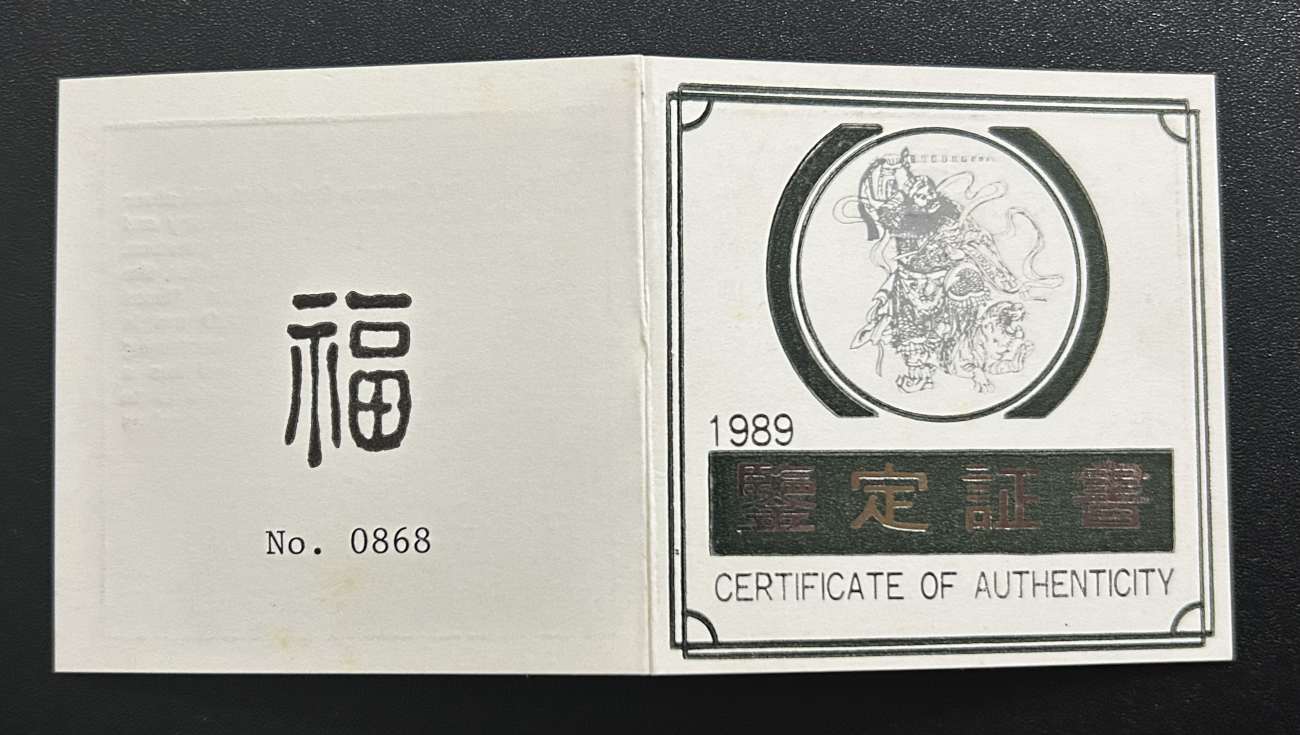 福
No. 0868
1989
鑑定証書
CERTIFICATE OF AUTHENTICITY